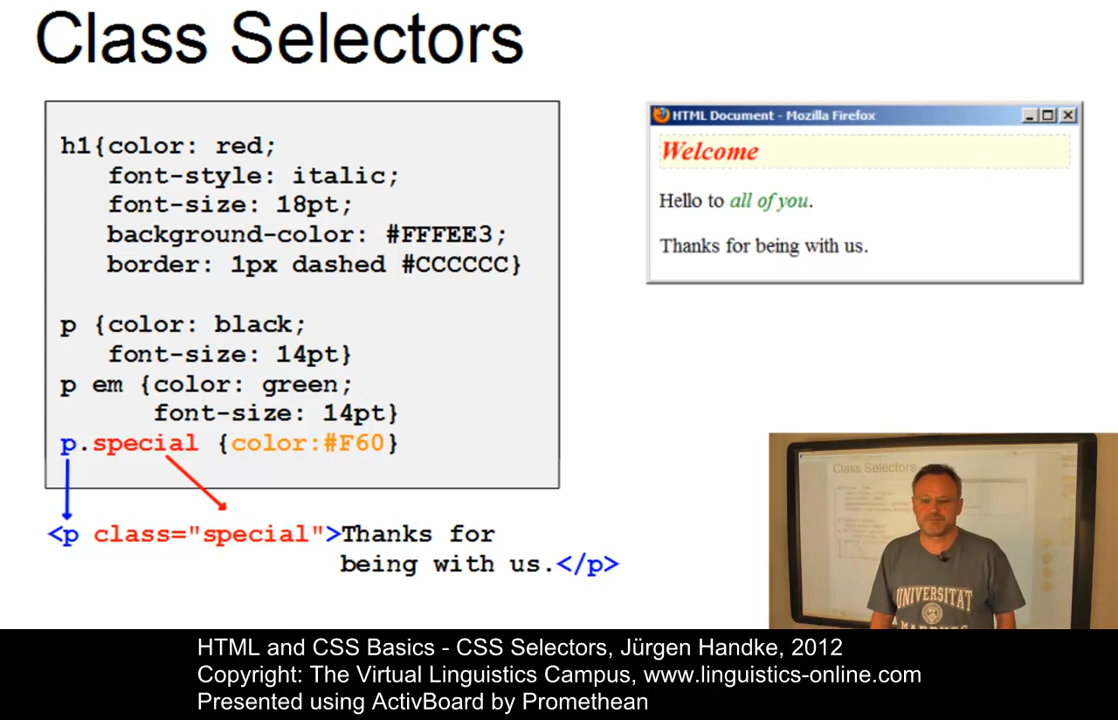 Class Selectors
h1{color: red;
font-style: italic;
font-size: 18pt;
background-color: #FFFEE3;
border: 1px dashed #CCCCCC}
p {color: black;
font-size: 14pt}
p em {color: green;
font-size: 14pt}
p.special {color:#F60}
<p class="special">Thanks for
being with us.</p>
HTML Document - Mozilla Firefox
Welcome
Hello to all of you.
Thanks for being with us.
Class Selectors
UNIVERSITAT
HTML and CSS Basics - CSS Selectors, Jürgen Handke, 2012
Copyright: The Virtual Linguistics Campus, www.linguistics-online.com
Presented using ActivBoard by Promethean